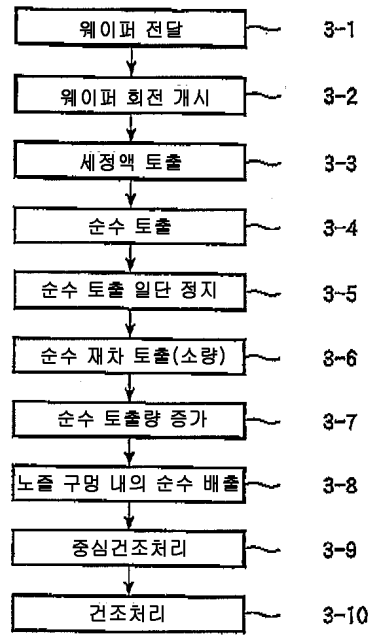 웨이퍼 전달 3-1
웨이퍼 회전 개시 3-2
세정액 토출 3-3
순수 토출 3-4
순수 토출 일단 정지 3-5
순수 재차 토출(소량) 3-6
순수 토출량 증가 3-7
노즐 구멍 내의 순수 배출 3-8
중심건조처리 3-9
건조처리 3-10